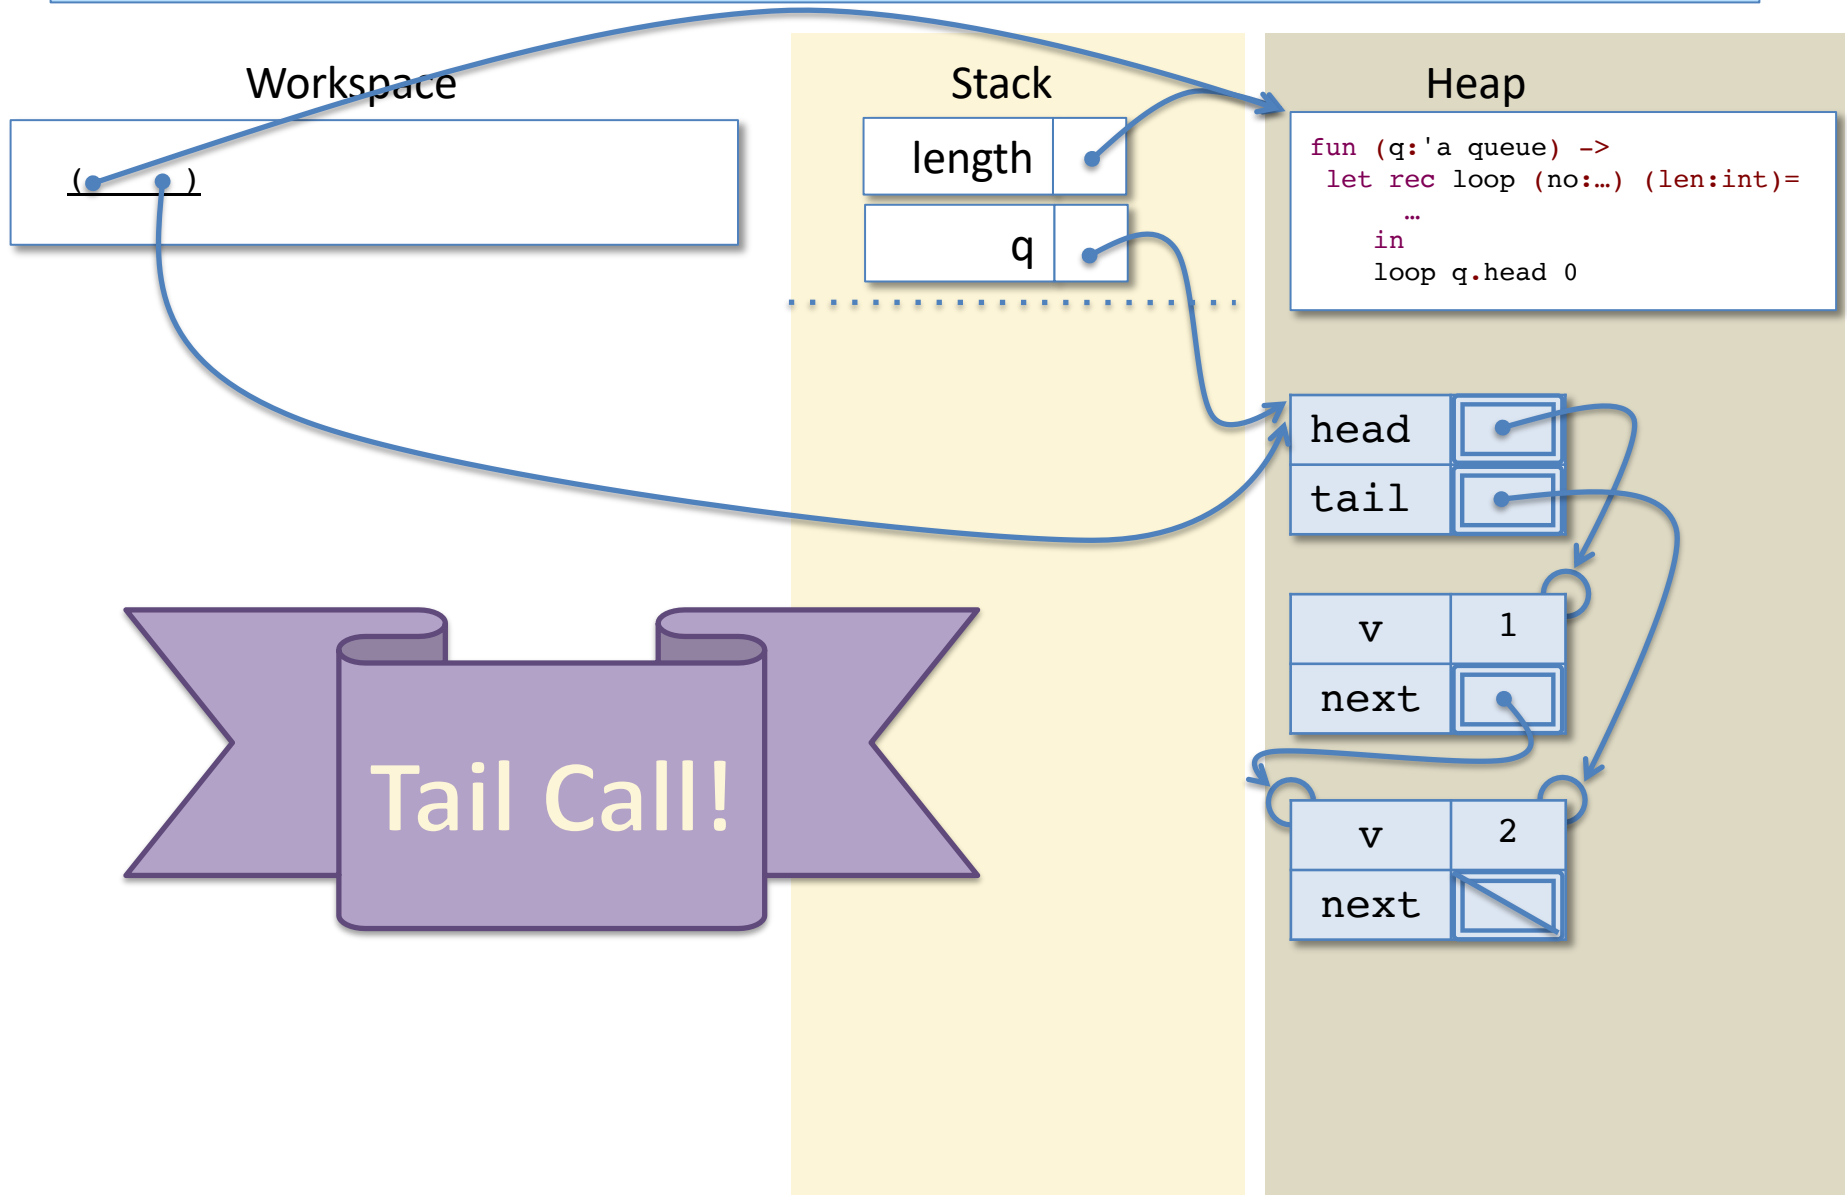 Workspace
Stack
Heap
( )
length
q
fun (q:'a queue) ->
let rec loop (no:…) (len:int)=
…
in
loop q.head 0
head
tail
v 1
next
v 2
next
Tail Call!